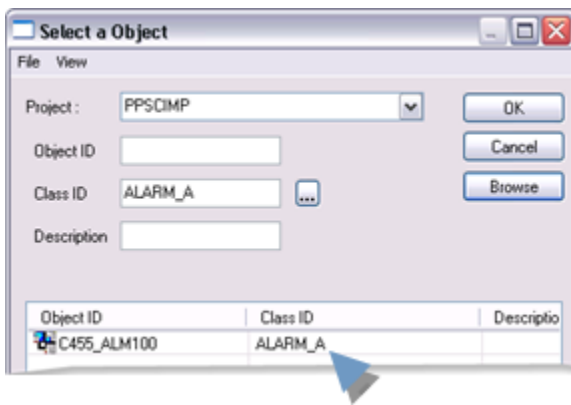 Select a Object
File View
Project : PPSCIMP OK
Object ID Cancel
Class ID ALARM_A ... Browse
Description
Object ID Class ID Descriptio
C455_ALM100 ALARM_A